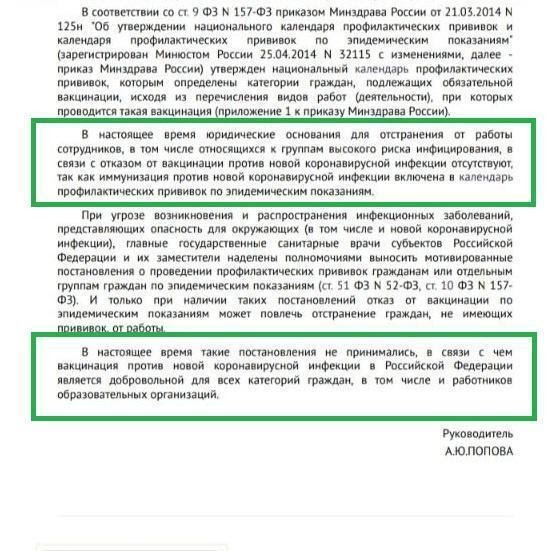 В соответствии со ст. 9 ФЗ N 157-ФЗ приказом Минздрава России от 21.03.2014 N
125н "Об утверждении национального календаря профилактических прививок и
календаря профилактических прививок по эпидемическим показаниям"
(зарегистрирован Минюстом России 25.04.2014 N 32115 с изменениями, далее -
приказ Минздрава России) утвержден национальный календарь профилактических
прививок, которым определены категории граждан, подлежащих обязательной
вакцинации, исходя из перечисления видов работ (деятельности), при которых
проводится такая вакцинация (приложение 1 к приказу Минздрава России).
В настоящее время юридические основания для отстранения от работы
сотрудников, в том числе относящихся к группам высокого риска инфицирования, в
связи с отказом от вакцинации против новой коронавирусной инфекции отсутствуют,
так как иммунизация против новой коронавирусной инфекции включена в календарь
профилактических прививок по эпидемическим показаниям.
При угрозе возникновения и распространения инфекционных заболеваний,
представляющих опасность для окружающих (в том числе и новой коронавирусной
инфекции), главные государственные санитарные врачи субъектов Российской
Федерации и их заместители наделены полномочиями выносить мотивированные
постановления о проведении профилактических прививок гражданам или отдельным
группам граждан по эпидемическим показаниям (ст. 51 ФЗ N 52-ФЗ, ст. 10 ФЗ N 157-
ФЗ). И только при наличии таких постановлений отказ от вакцинации по
эпидемическим показаниям может повлечь отстранение граждан, не имеющих
прививок, от работы.
В настоящее время такие постановления не принимались, в связи с чем
вакцинация против новой коронавирусной инфекции в Российской Федерации
является добровольной для всех категорий граждан, в том числе и работников
образовательных организаций.
Руководитель
А.Ю.ПОПОВА